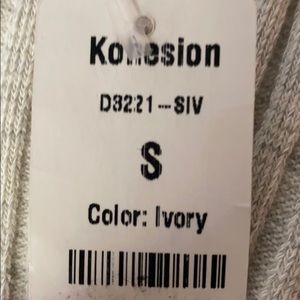 Kohesion
D3221-SIV
S
Color: Ivory